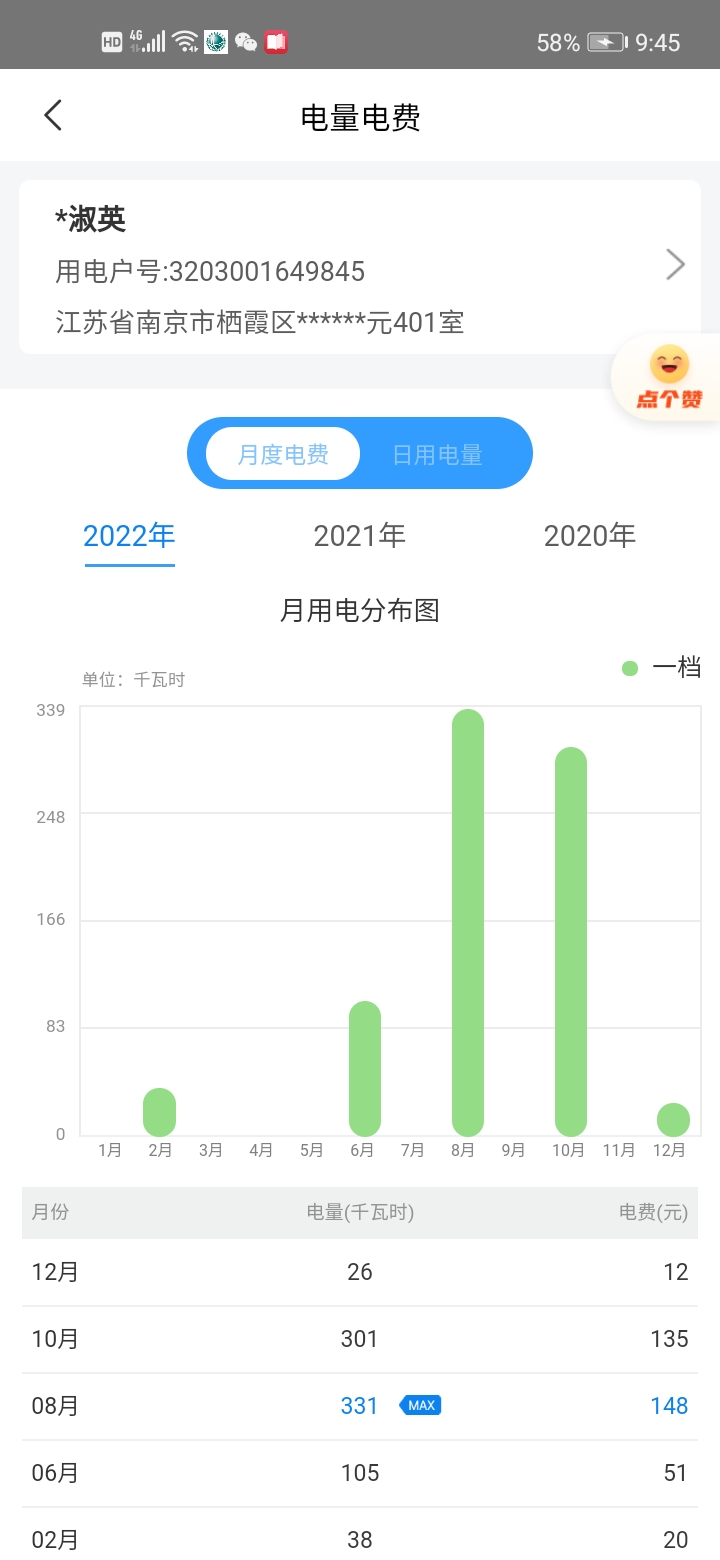 HD 4G 58% 9:45
电量电费
*淑英
用电户号:3203001649845
江苏省南京市栖霞区******元401室
点个赞
月度电费 日用电量
2022年 2021年 2020年
月用电分布图
单位：千瓦时 一档
339
248
166
83
0
1月 2月 3月 4月 5月 6月 7月 8月 9月 10月 11月 12月
月份 电量(千瓦时) 电费(元)
12月 26 12
10月 301 135
08月 331 MAX 148
06月 105 51
02月 38 20